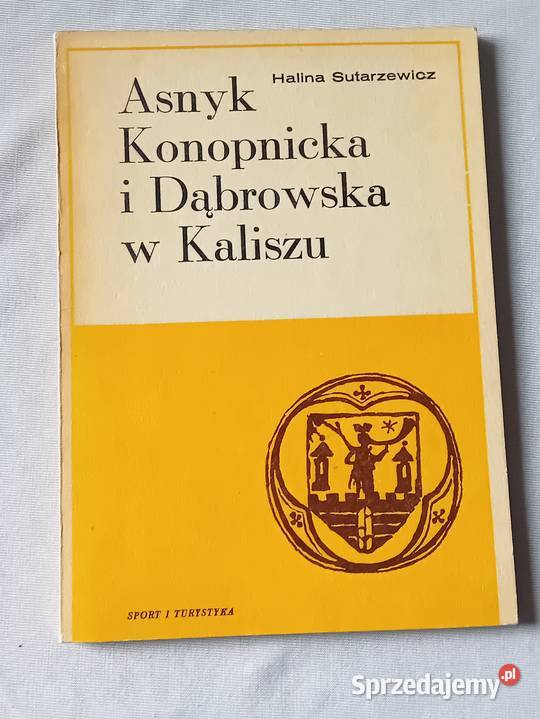 Halina Sutarzewicz
Asnyk
Konopnicka
i Dąbrowska
w Kaliszu
SPORT I TURYSTYKA
Sprzedajemy.pl